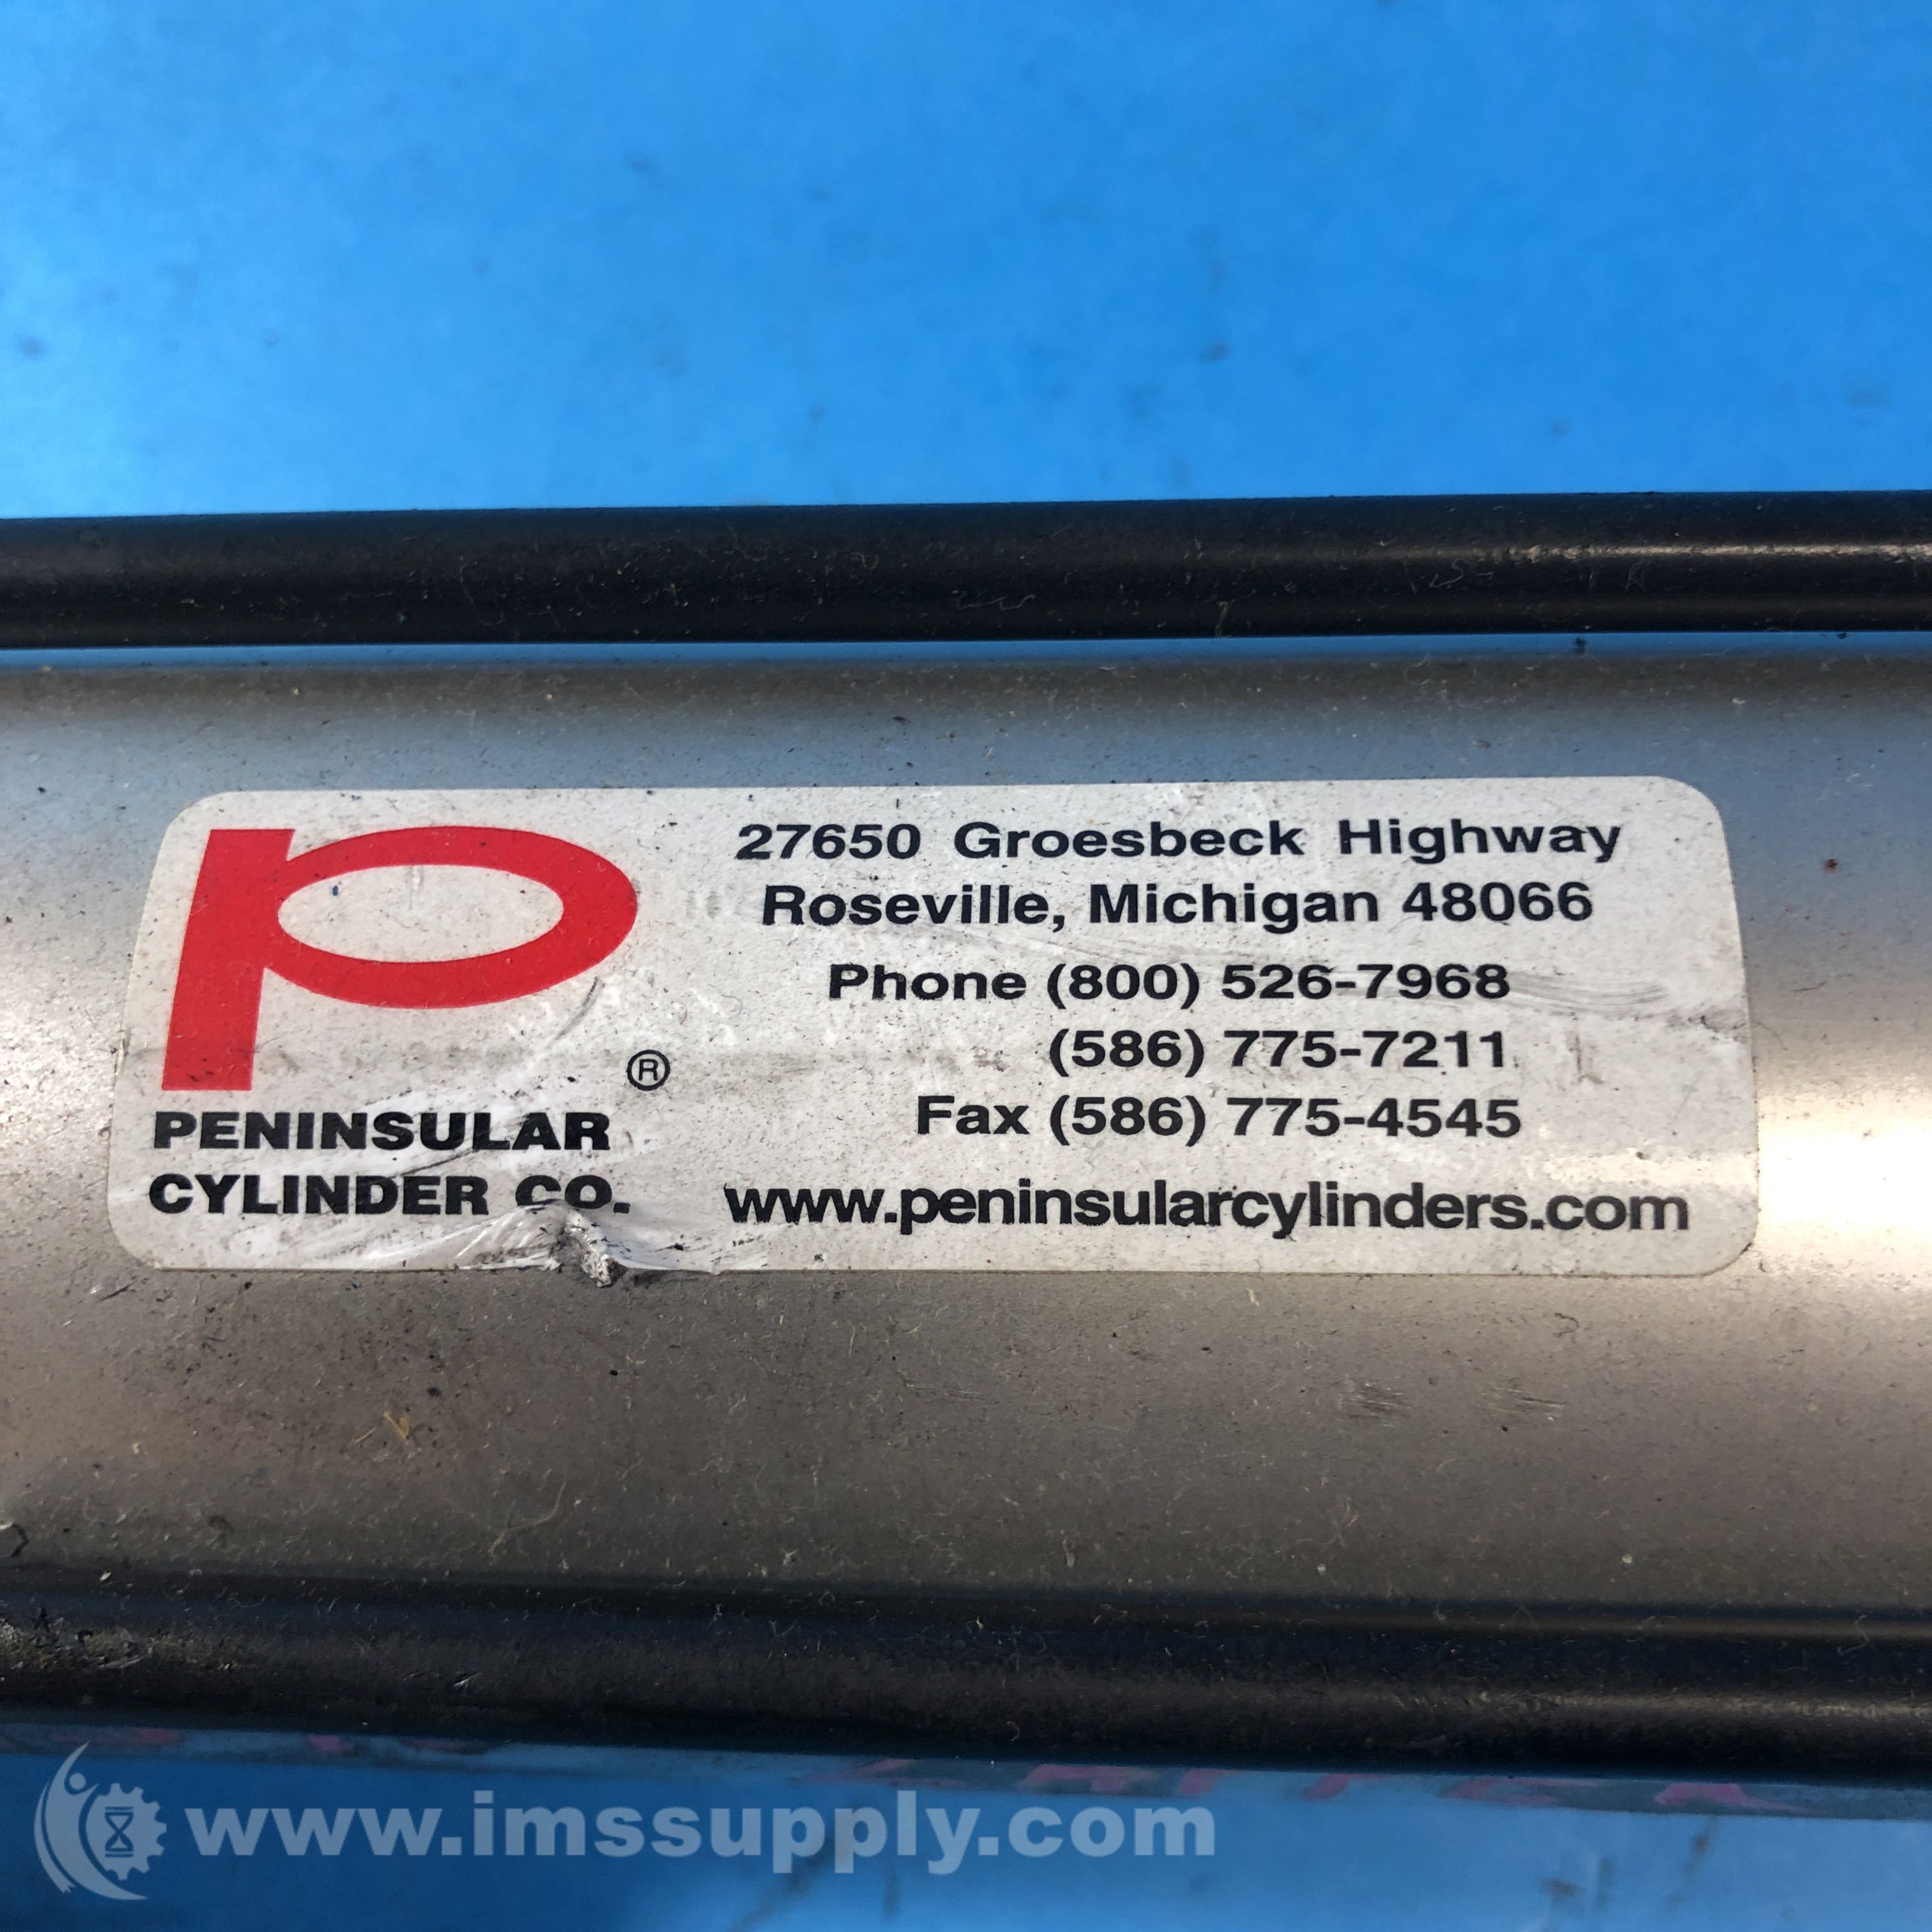 P
®
PENINSULAR
CYLINDER CO.
27650 Groesbeck Highway
Roseville, Michigan 48066
Phone (800) 526-7968
(586) 775-7211
Fax (586) 775-4545
www.peninsularcylinders.com
www.imssupply.com